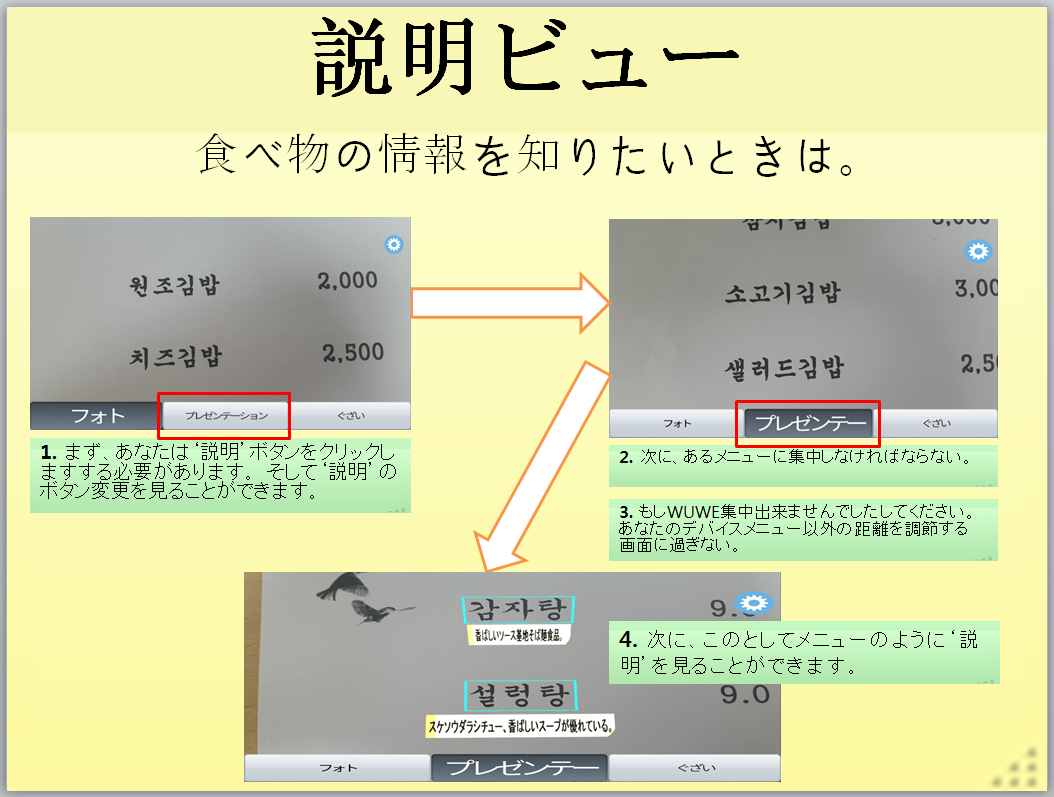 説明ビュー
食べ物の情報を知りたいときは。
원조김밥 2,000
치즈김밥 2,500
フォト プレゼンテーション ぐざい
1. まず、あなたは‘説明’ボタンをクリックし
ますする必要があります。そして‘説明’の
ボタン変更を見ることができます。
감자김밥 3,000
소고기김밥 3,00
샐러드김밥 2,50
フォト プレゼンテー ぐざい
2. 次に、あるメニューに集中しなければならない。
3. もしWUWE集中出来ませんでしたしてください。
あなたのデバイスメニュー以外の距離を調節する
画面に過ぎない。
감자탕 9.0
香ばしいソース基地そば麺食品。
설렁탕 9.0
スケソウダラシチュー、香ばしいスープが優れている。
フォト プレゼンテー ぐざい
4. 次に、このとしてメニューのように‘説
明’を見ることができます。